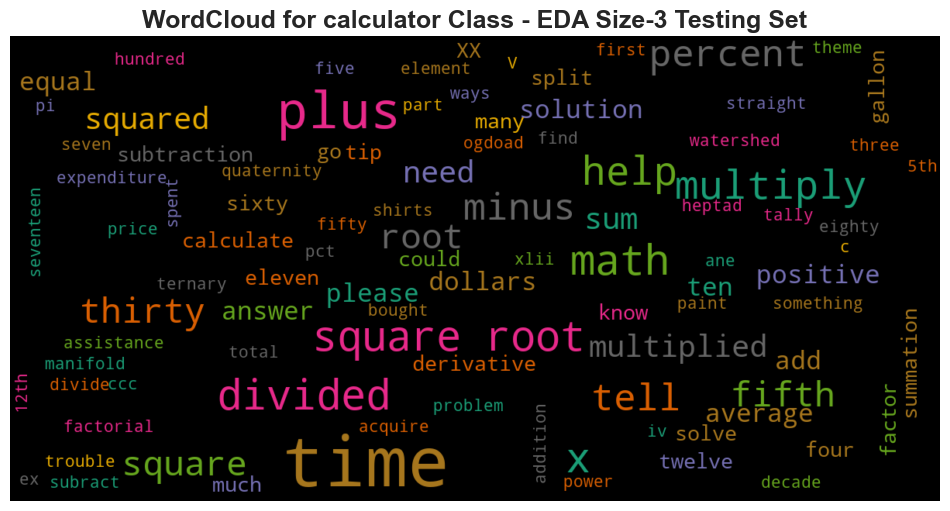 WordCloud for calculator Class - EDA Size-3 Testing Set
hundred
XX
first
percent
theme
equal
five
element
V
split
gallon
pi
squared
plus
part
ways
solution
straight
many
seven
subtraction
go
tip
ogdoad
find
watershed
three
quaternity
need
help
multiply
5th
expenditure
spent
sixty
shirts
minus
sum
heptad
tally
seventeen
price
calculate
fifty
root
eighty
pct
could
xlii
math
ane
c
ternary
eleven
please
dollars
ten
positive
thirty
answer
bought
know
paint
something
assistance
total
square root
multiplied
summation
manifold
derivative
add
12th
divide
ccc
divided
problem
tell
fifth
factorial
acquire
addition
iv
solve
average
factor
trouble
square
time
x
twelve
four
ex
subtract
much
power
decade